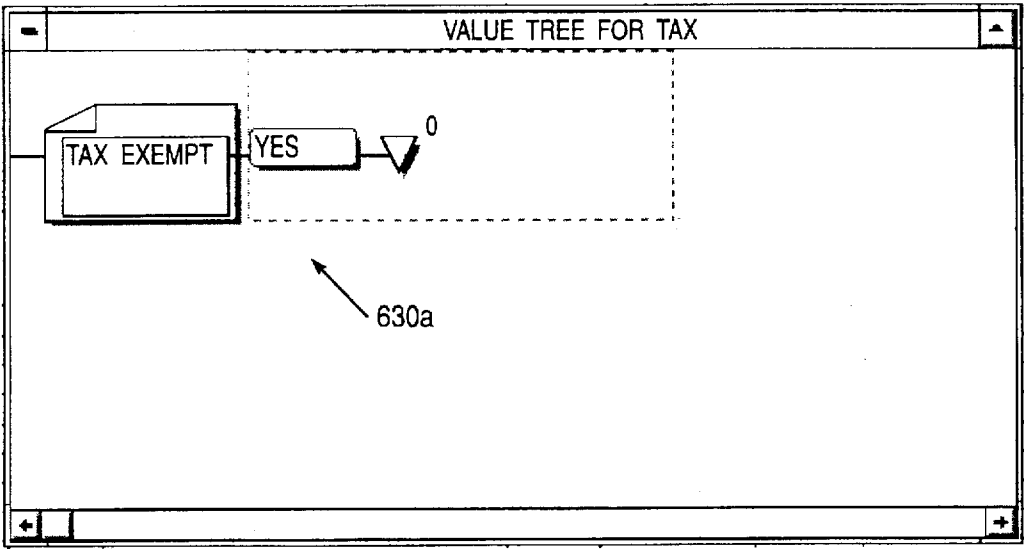 VALUE TREE FOR TAX
0
TAX EXEMPT
YES
630a